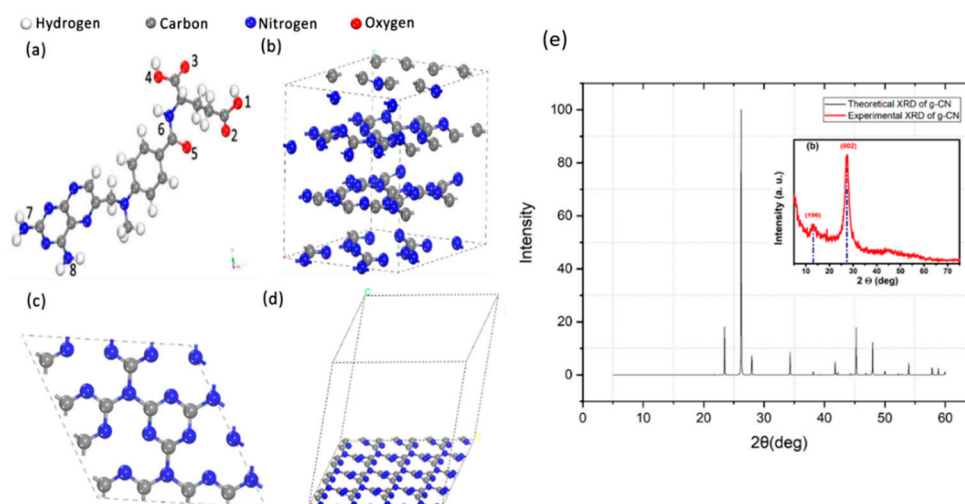 Hydrogen Carbon Nitrogen Oxygen
(a)
3
4
1
2
6
5
7
8
(b)
(c)
(d)
(e)
Intensity
100
80
60
40
20
0
0 10 20 30 40 50 60
2θ(deg)
Theoretical XRD of g-CN
Experimental XRD of g-CN
(b)
(002)
(100)
Intensity (a. u.)
10 20 30 40 50 60 70
2 Θ (deg)